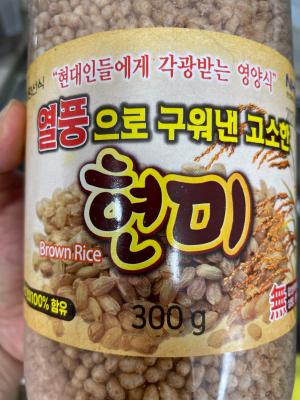 "현대인들에게 각광받는 영양식"
열풍으로 구워낸 고소한
현미
Brown Rice
100% 함유
300 g
無